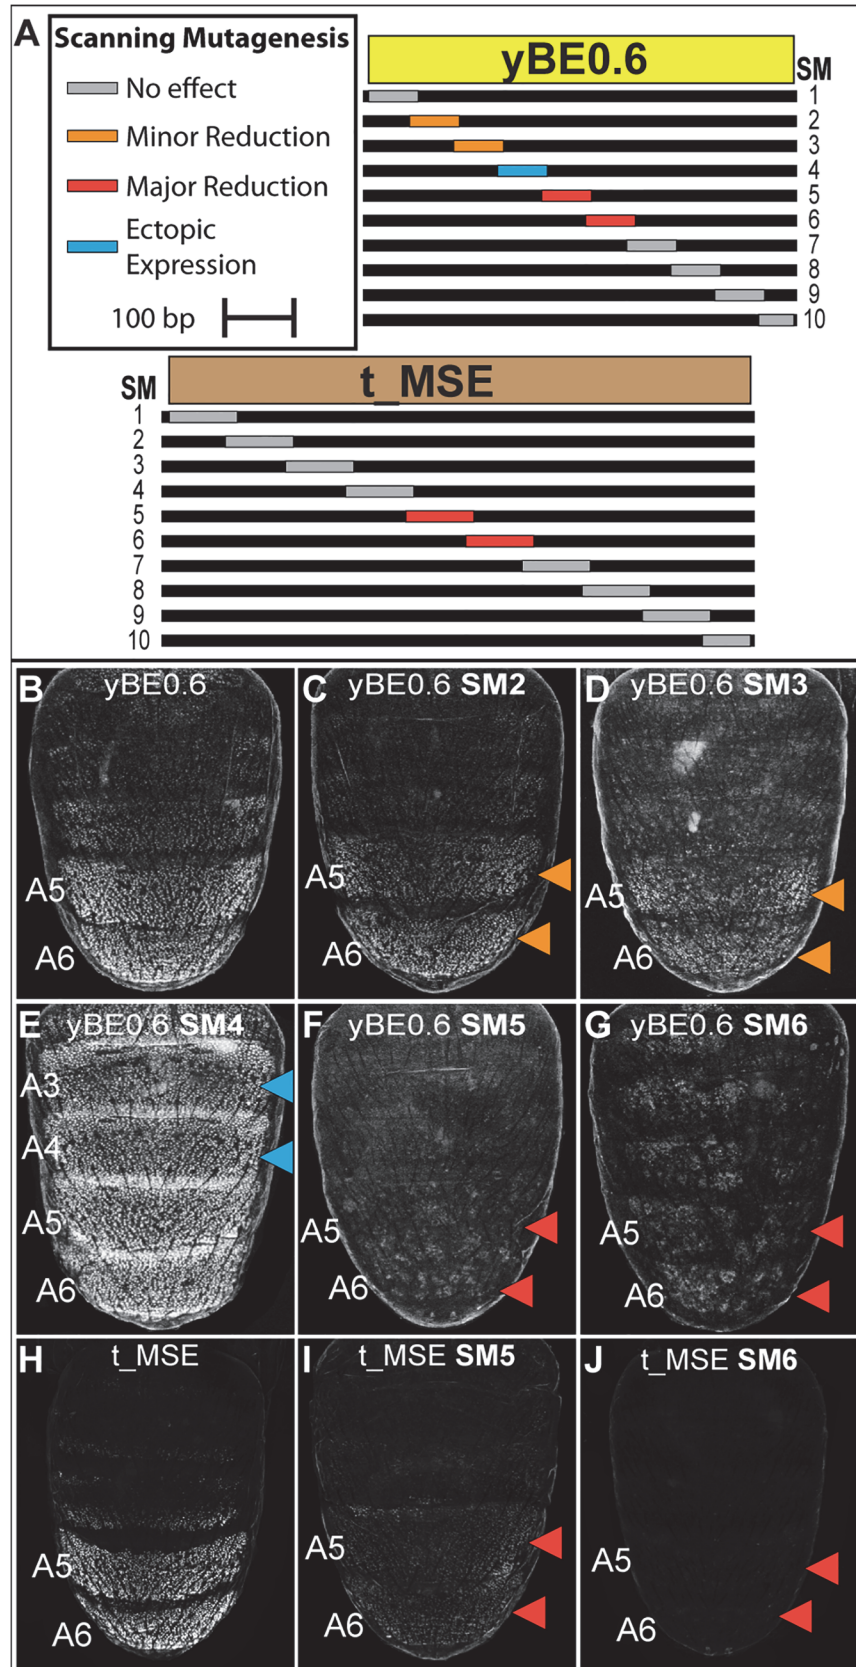 A
Scanning Mutagenesis
No effect
Minor Reduction
Major Reduction
Ectopic
Expression
100 bp
yBE0.6
SM
1
2
3
4
5
6
7
8
9
10
t_MSE
SM
1
2
3
4
5
6
7
8
9
10
B yBE0.6
A5
A6
C yBE0.6 SM2
A5
A6
D yBE0.6 SM3
A5
A6
E yBE0.6 SM4
A3
A4
A5
A6
F yBE0.6 SM5
A5
A6
G yBE0.6 SM6
A5
A6
H t_MSE
A5
A6
I t_MSE SM5
A5
A6
J t_MSE SM6
A5
A6